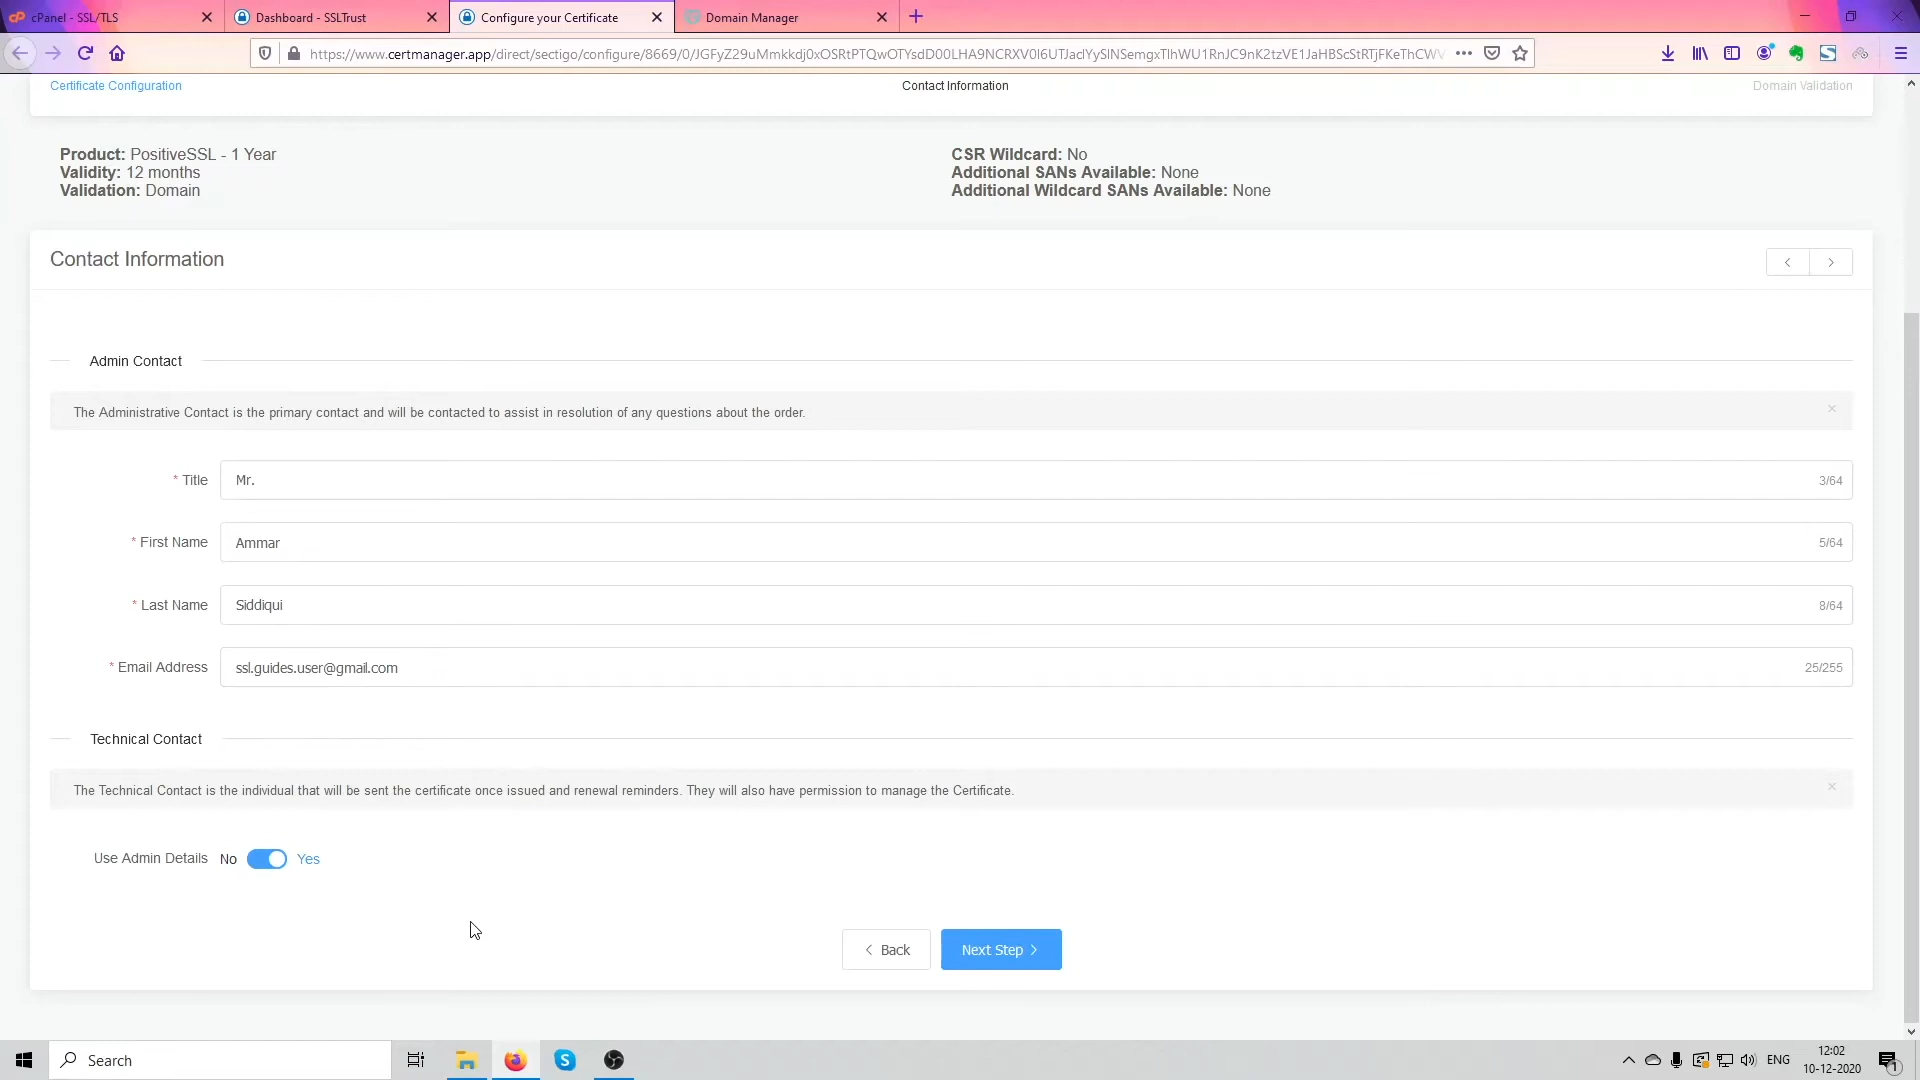 cPanel - SSL/TLS
Dashboard - SSLTrust
Configure your Certificate
Domain Manager
Certificate Configuration
Contact Information
Domain Validation
Product: PositiveSSL - 1 Year
Validity: 12 months
Validation: Domain
CSR Wildcard: No
Additional SANs Available: None
Additional Wildcard SANs Available: None
Contact Information
Admin Contact
The Administrative Contact is the primary contact and will be contacted to assist in resolution of any questions about the order.
* Title
Mr.
3/64
* First Name
Ammar
5/64
* Last Name
Siddiqui
8/64
* Email Address
ssl.guides.user@gmail.com
25/255
Technical Contact
The Technical Contact is the individual that will be sent the certificate once issued and renewal reminders. They will also have permission to manage the Certificate.
Use Admin Details
No
Yes
Back
Next Step
Search
ENG
12:02
10-12-2020
1